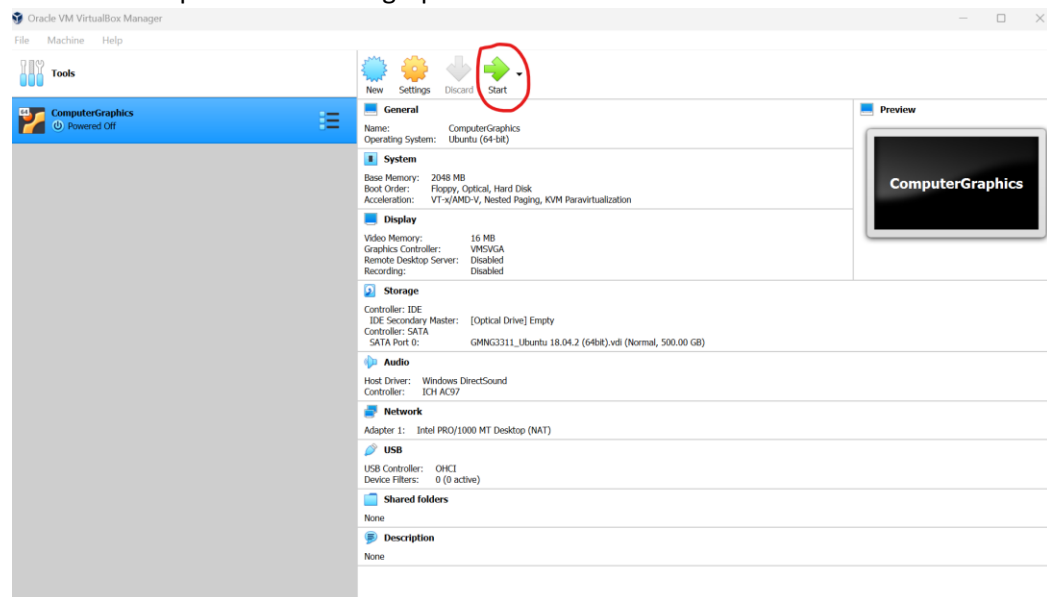 Oracle VM VirtualBox Manager
File Machine Help
Tools
New Settings Discard Start
64
ComputerGraphics
Powered Off
General
Name: ComputerGraphics
Operating System: Ubuntu (64-bit)
System
Base Memory: 2048 MB
Boot Order: Floppy, Optical, Hard Disk
Acceleration: VT-x/AMD-V, Nested Paging, KVM Paravirtualization
Display
Video Memory: 16 MB
Graphics Controller: VMSVGA
Remote Desktop Server: Disabled
Recording: Disabled
Storage
Controller: IDE
IDE Secondary Master: [Optical Drive] Empty
Controller: SATA
SATA Port 0: GMNG3311_Ubuntu 18.04.2 (64bit).vdi (Normal, 500.00 GB)
Audio
Host Driver: Windows DirectSound
Controller: ICH AC97
Network
Adapter 1: Intel PRO/1000 MT Desktop (NAT)
USB
USB Controller: OHCI
Device Filters: 0 (0 active)
Shared folders
None
Description
None
Preview
ComputerGraphics